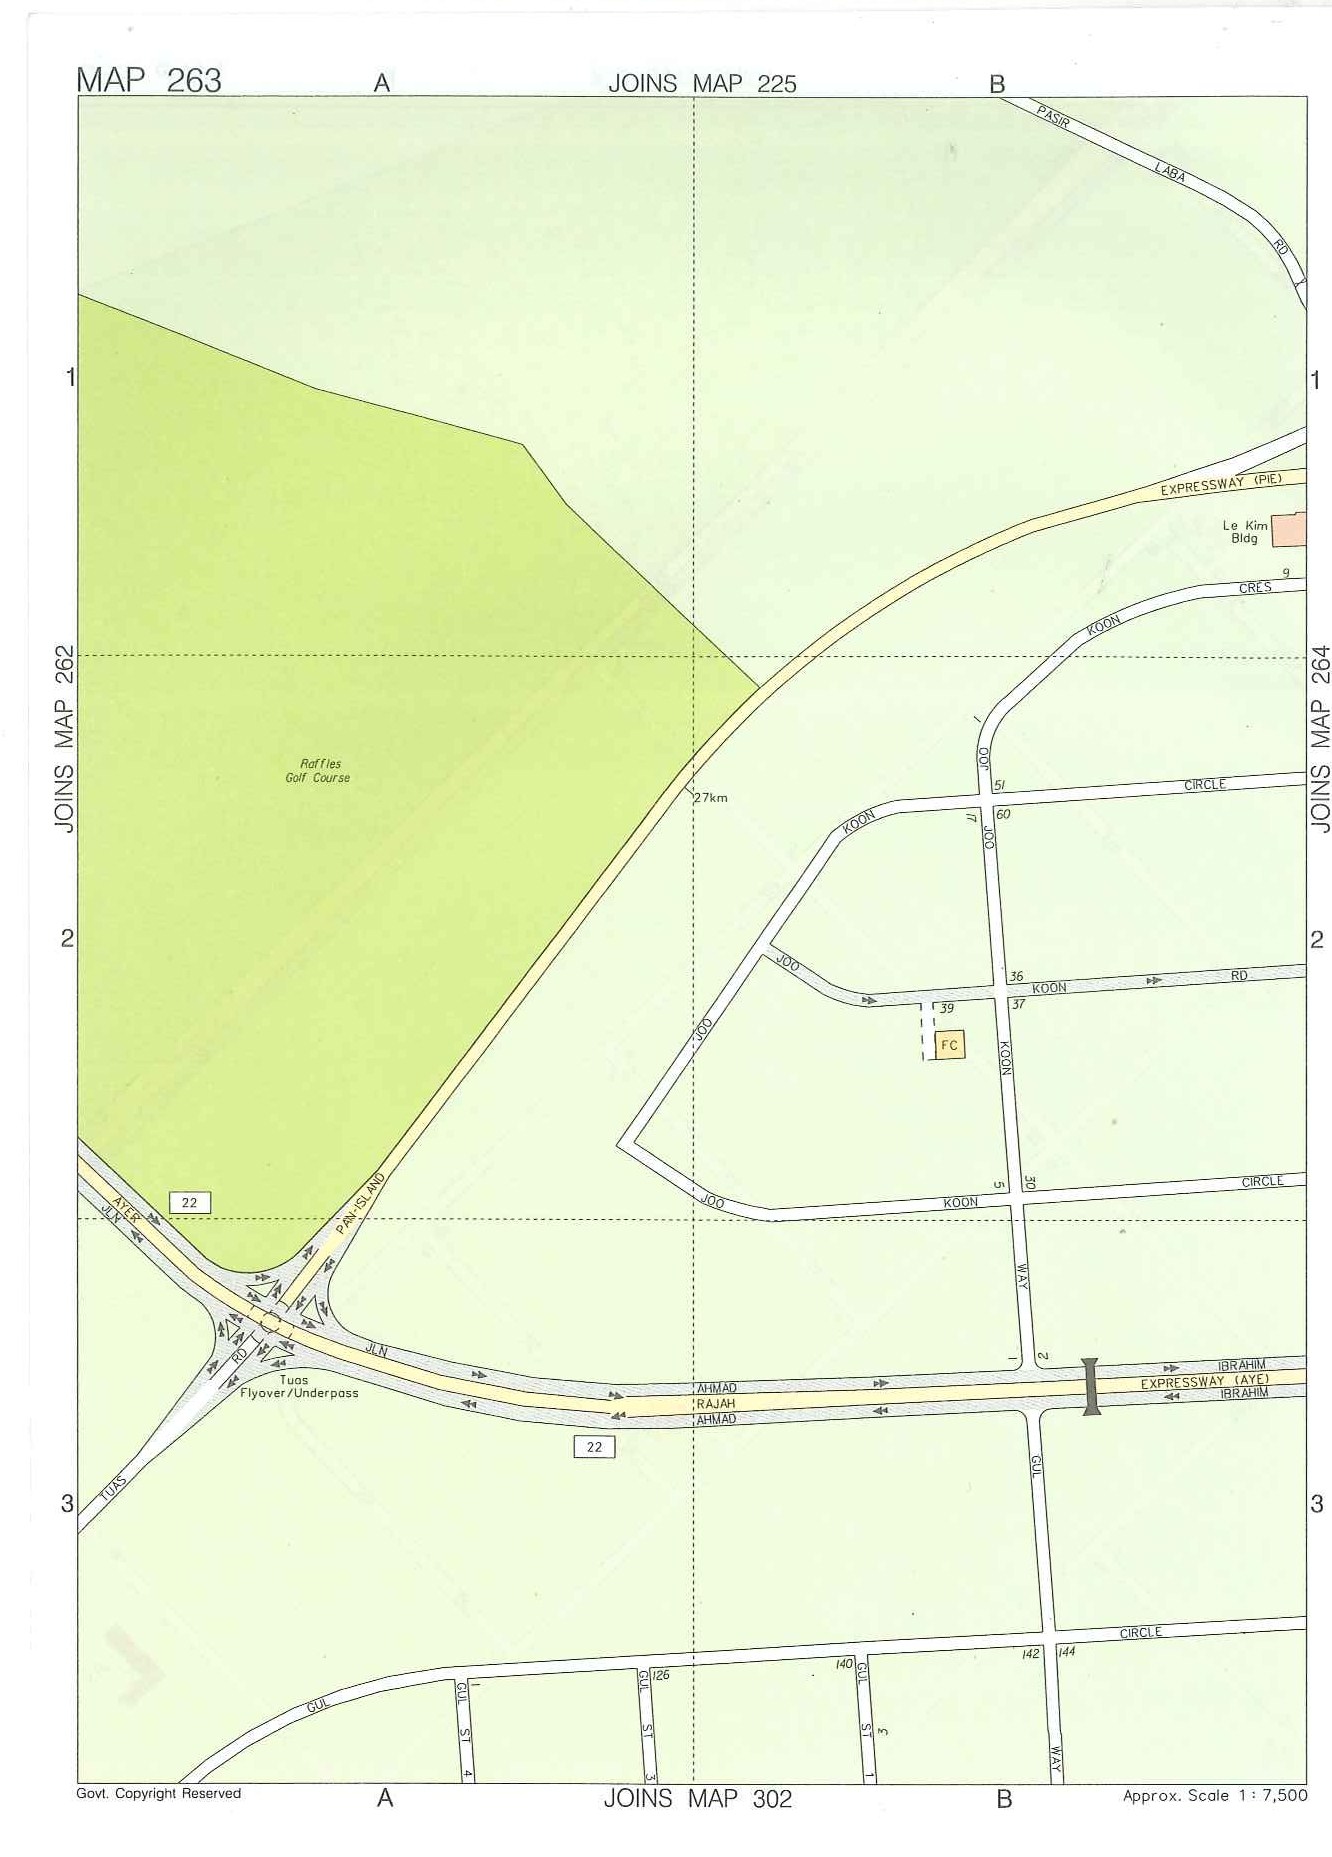 MAP 263
A
JOINS MAP 225
B
PASIR
LABA
RD
1
1
EXPRESSWAY (PIE)
Le Kim
Bldg
9
CRES
KOON
JOINS MAP 262
JOINS MAP 264
Raffles
Golf Course
1
JOO
27km
51
CIRCLE
KOON
17
60
JOO
2
2
JOO
36
RD
KOON
39
37
JOO
FC
KOON
PAN-ISLAND
5
30
CIRCLE
22
AYER
JLN
JOO
KOON
WAY
RD
JLN
1
2
Tuas
Flyover/Underpass
AHMAD
IBRAHIM
RAJAH
EXPRESSWAY (AYE)
AHMAD
IBRAHIM
22
GUL
TUAS
3
3
CIRCLE
140
142
144
126
1
GUL
GUL ST 4
GUL ST 3
GUL ST 1
3
WAY
Govt. Copyright Reserved
A
JOINS MAP 302
B
Approx. Scale 1 : 7,500